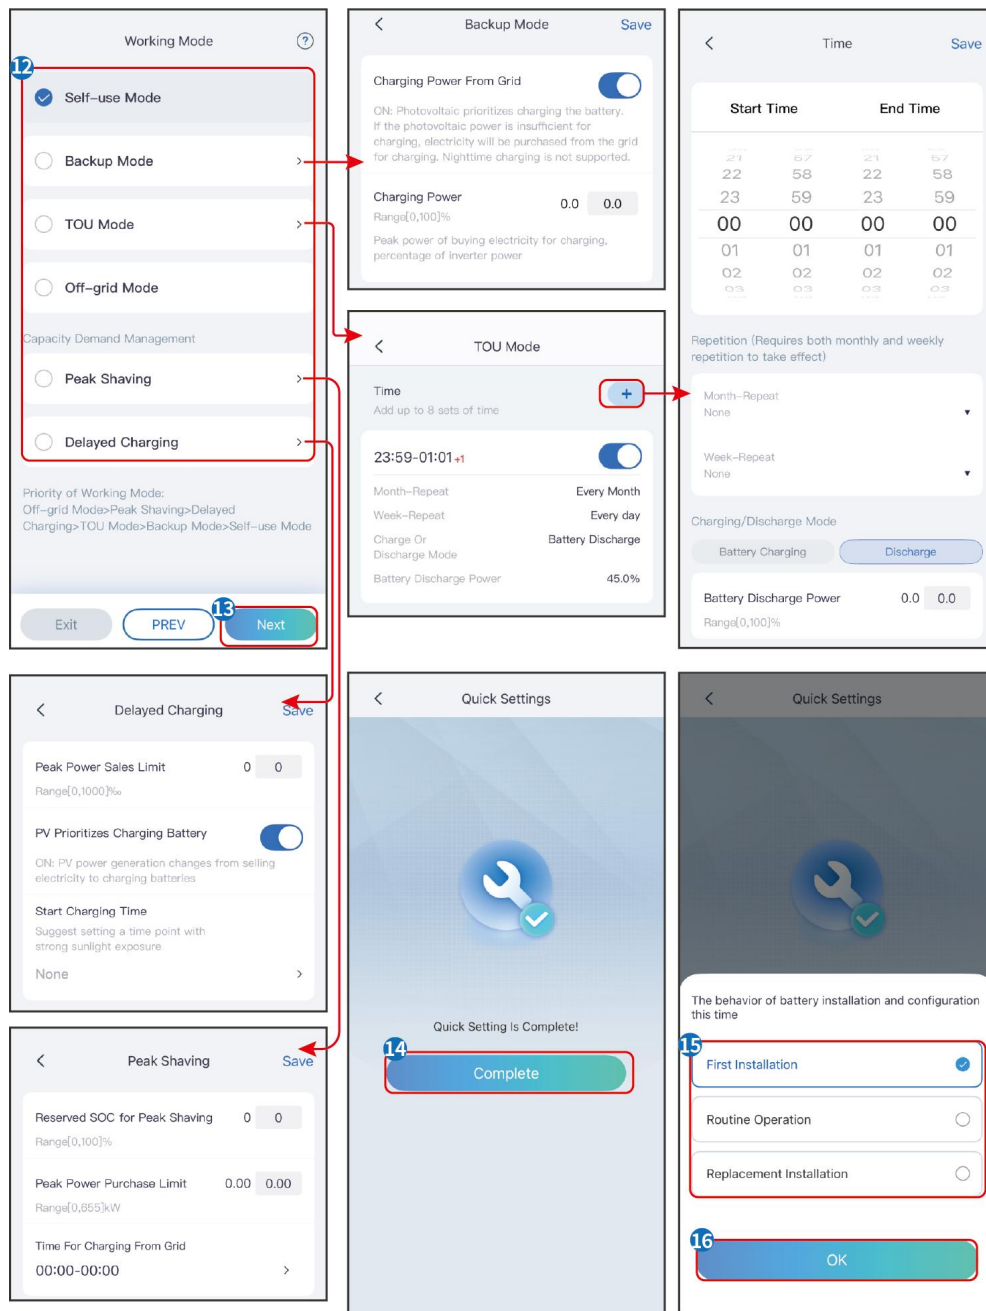 Working Mode
?
12
Self-use Mode
Backup Mode
TOU Mode
Off-grid Mode
Capacity Demand Management
Peak Shaving
Delayed Charging
Priority of Working Mode:
Off-grid Mode>Peak Shaving>Delayed
Charging>TOU Mode>Backup Mode>Self-use Mode
13
Exit
PREV
Next
Backup Mode
Save
Charging Power From Grid
ON: Photovoltaic prioritizes charging the battery.
If the photovoltaic power is insufficient for
charging, electricity will be purchased from the grid
for charging. Nighttime charging is not supported.
Charging Power
0.0 0.0
Range[0,100]%
Peak power of buying electricity for charging,
percentage of inverter power
TOU Mode
Time
+
Add up to 8 sets of time
23:59-01:01 +1
Month-Repeat Every Month
Week-Repeat Every day
Charge Or Battery Discharge
Discharge Mode
Battery Discharge Power 45.0%
Time
Save
Start Time End Time
21 57 21 57
22 58 22 58
23 59 23 59
00 00 00 00
01 01 01 01
02 02 02 02
03 03 03 03
Repetition (Requires both monthly and weekly
repetition to take effect)
Month-Repeat
None
Week-Repeat
None
Charging/Discharge Mode
Battery Charging Discharge
Battery Discharge Power 0.0 0.0
Range[0,100]%
Delayed Charging
Save
Peak Power Sales Limit 0 0
Range[0,1000]‰
PV Prioritizes Charging Battery
ON: PV power generation changes from selling
electricity to charging batteries
Start Charging Time
Suggest setting a time point with
strong sunlight exposure
None
Peak Shaving
Save
Reserved SOC for Peak Shaving 0 0
Range[0,100]%
Peak Power Purchase Limit 0.00 0.00
Range[0,655]kW
Time For Charging From Grid
00:00-00:00
Quick Settings
Quick Setting Is Complete!
14
Complete
Quick Settings
The behavior of battery installation and configuration
this time
15
First Installation
Routine Operation
Replacement Installation
16
OK